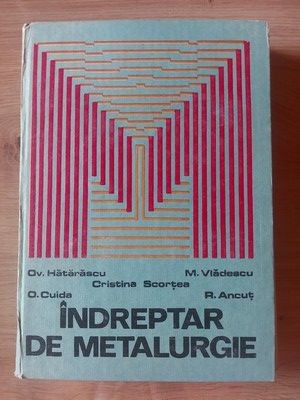 Ov. Hătărăscu M. Vlădescu
Cristina Scorțea
O. Cuida R. Ancuț
ÎNDREPTAR
DE METALURGIE